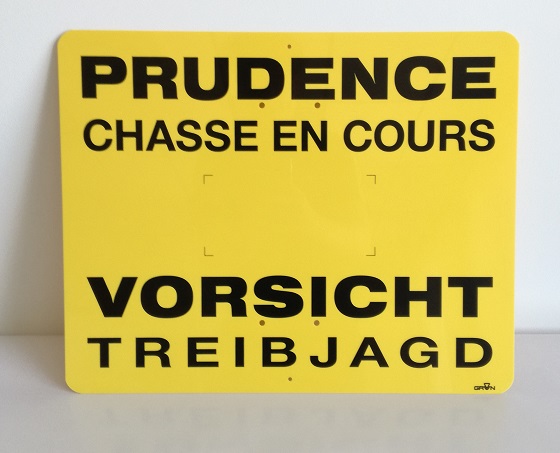 PRUDENCE
CHASSE EN COURS
VORSICHT
TREIBJAGD